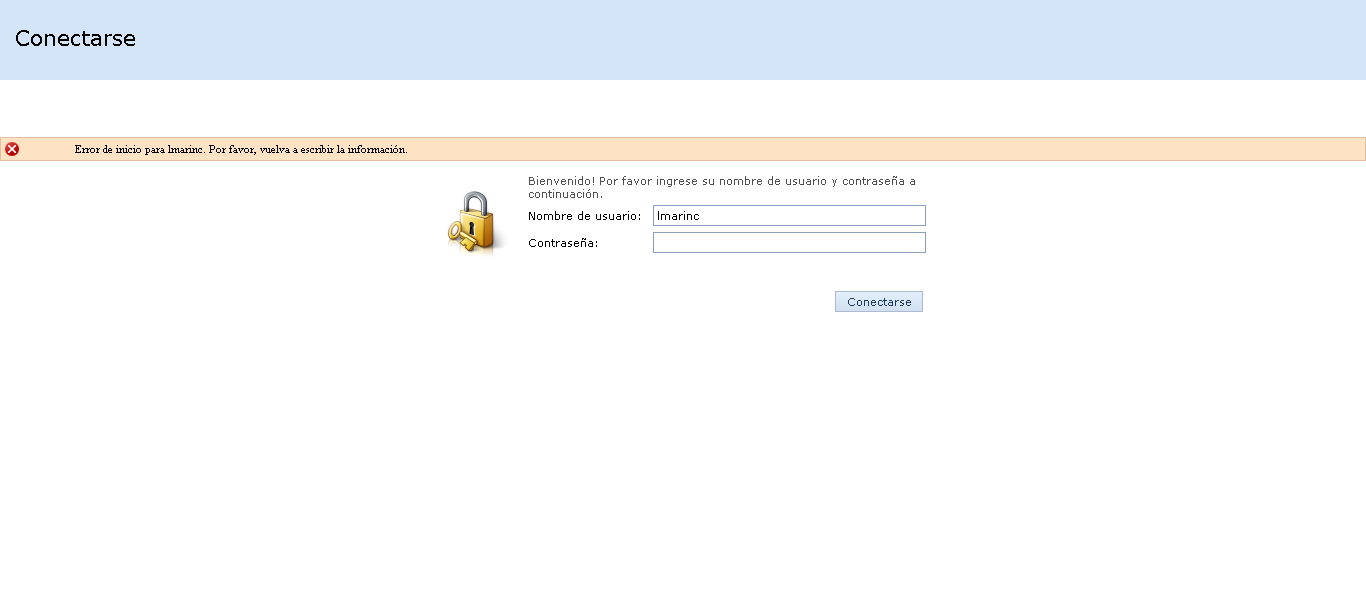 Conectarse
Error de inicio para lmarinc. Por favor, vuelva a escribir la información.
Bienvenido! Por favor ingrese su nombre de usuario y contraseña a
continuación.
Nombre de usuario: lmarinc
Contraseña:
Conectarse